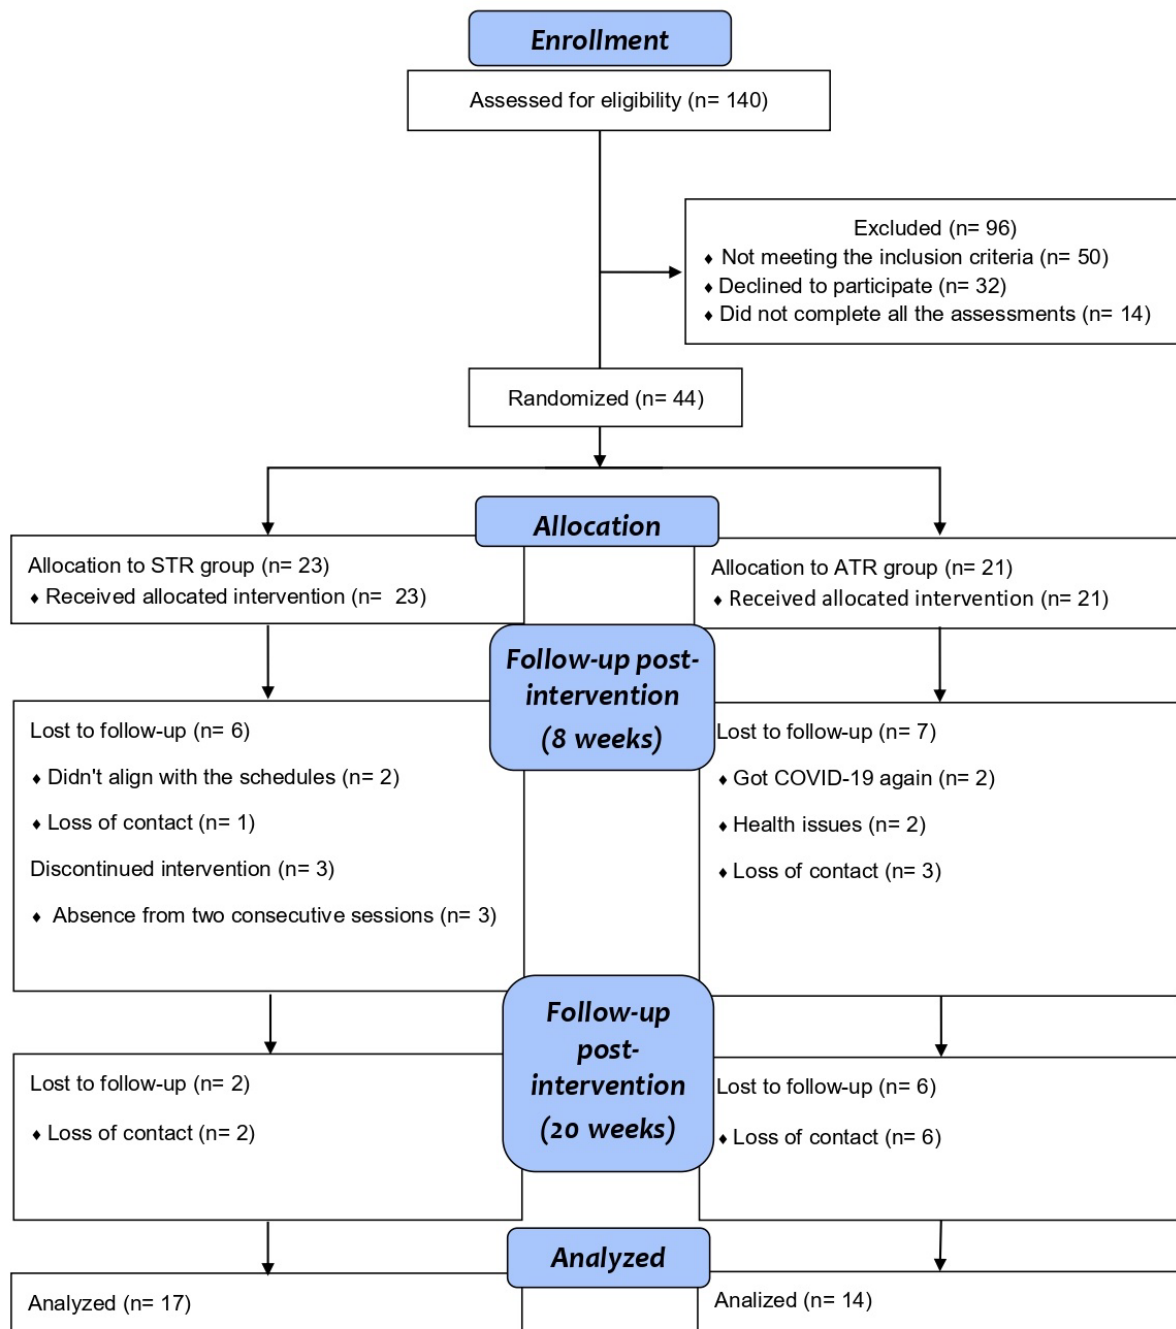 Enrollment
Assessed for eligibility (n= 140)
Excluded (n= 96)
♦ Not meeting the inclusion criteria (n= 50)
♦ Declined to participate (n= 32)
♦ Did not complete all the assessments (n= 14)
Randomized (n= 44)
Allocation
Allocation to STR group (n= 23)
♦ Received allocated intervention (n=  23)
Allocation to ATR group (n= 21)
♦ Received allocated intervention (n= 21)
Follow-up post-
intervention
(8 weeks)
Lost to follow-up (n= 6)
♦ Didn't align with the schedules (n= 2)
♦ Loss of contact (n= 1)
Discontinued intervention (n= 3)
♦ Absence from two consecutive sessions (n= 3)
Lost to follow-up (n= 7)
♦ Got COVID-19 again (n= 2)
♦ Health issues (n= 2)
♦ Loss of contact (n= 3)
Follow-up
post-
intervention
(20 weeks)
Lost to follow-up (n= 2)
♦ Loss of contact (n= 2)
Lost to follow-up (n= 6)
♦ Loss of contact (n= 6)
Analyzed
Analyzed (n= 17)
Analized (n= 14)